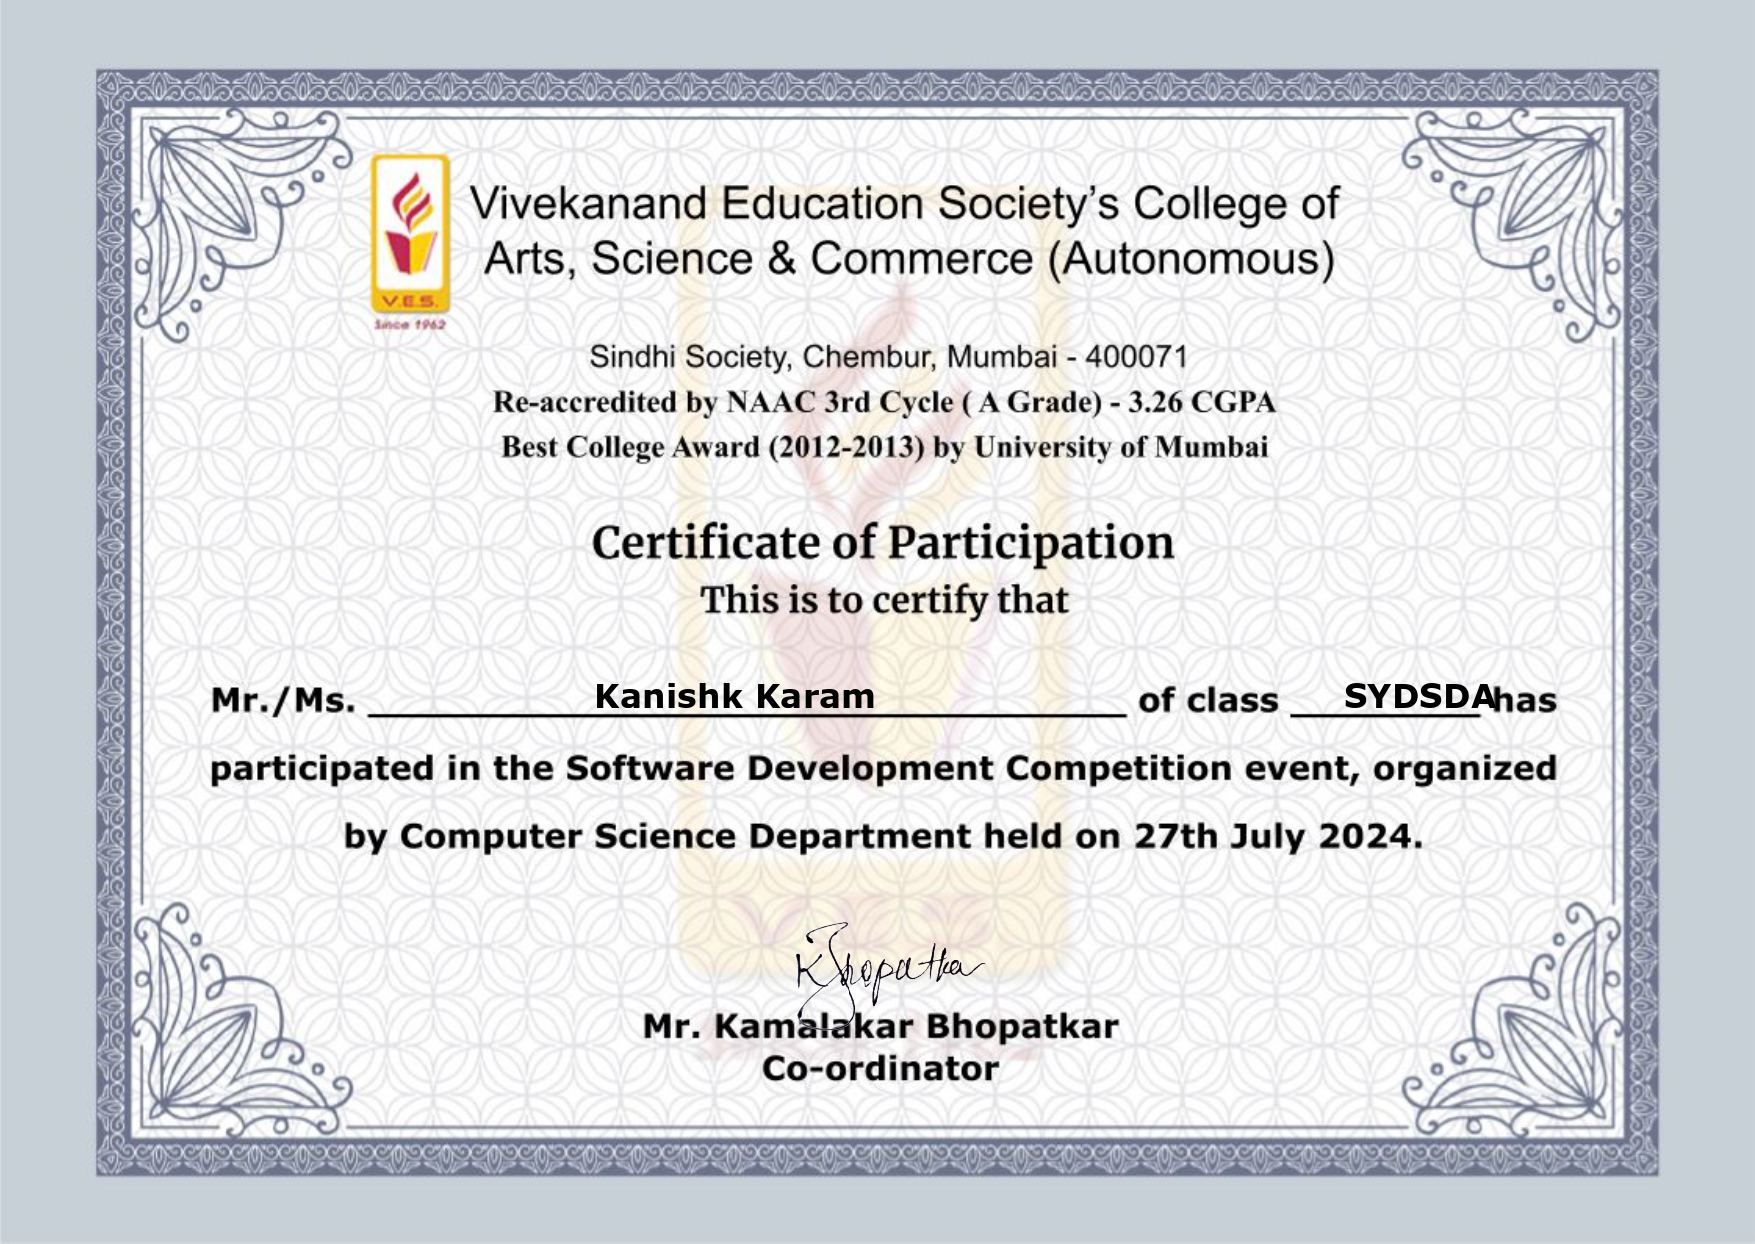 V.E.S.
Since 1962
Vivekanand Education Society’s College of
Arts, Science & Commerce (Autonomous)
Sindhi Society, Chembur, Mumbai - 400071
Re-accredited by NAAC 3rd Cycle ( A Grade) - 3.26 CGPA
Best College Award (2012-2013) by University of Mumbai
Certificate of Participation
This is to certify that
Mr./Ms. Kanishk Karam of class SYDSDA has
participated in the Software Development Competition event, organized
by Computer Science Department held on 27th July 2024.
KBhopatkar
Mr. Kamalakar Bhopatkar
Co-ordinator